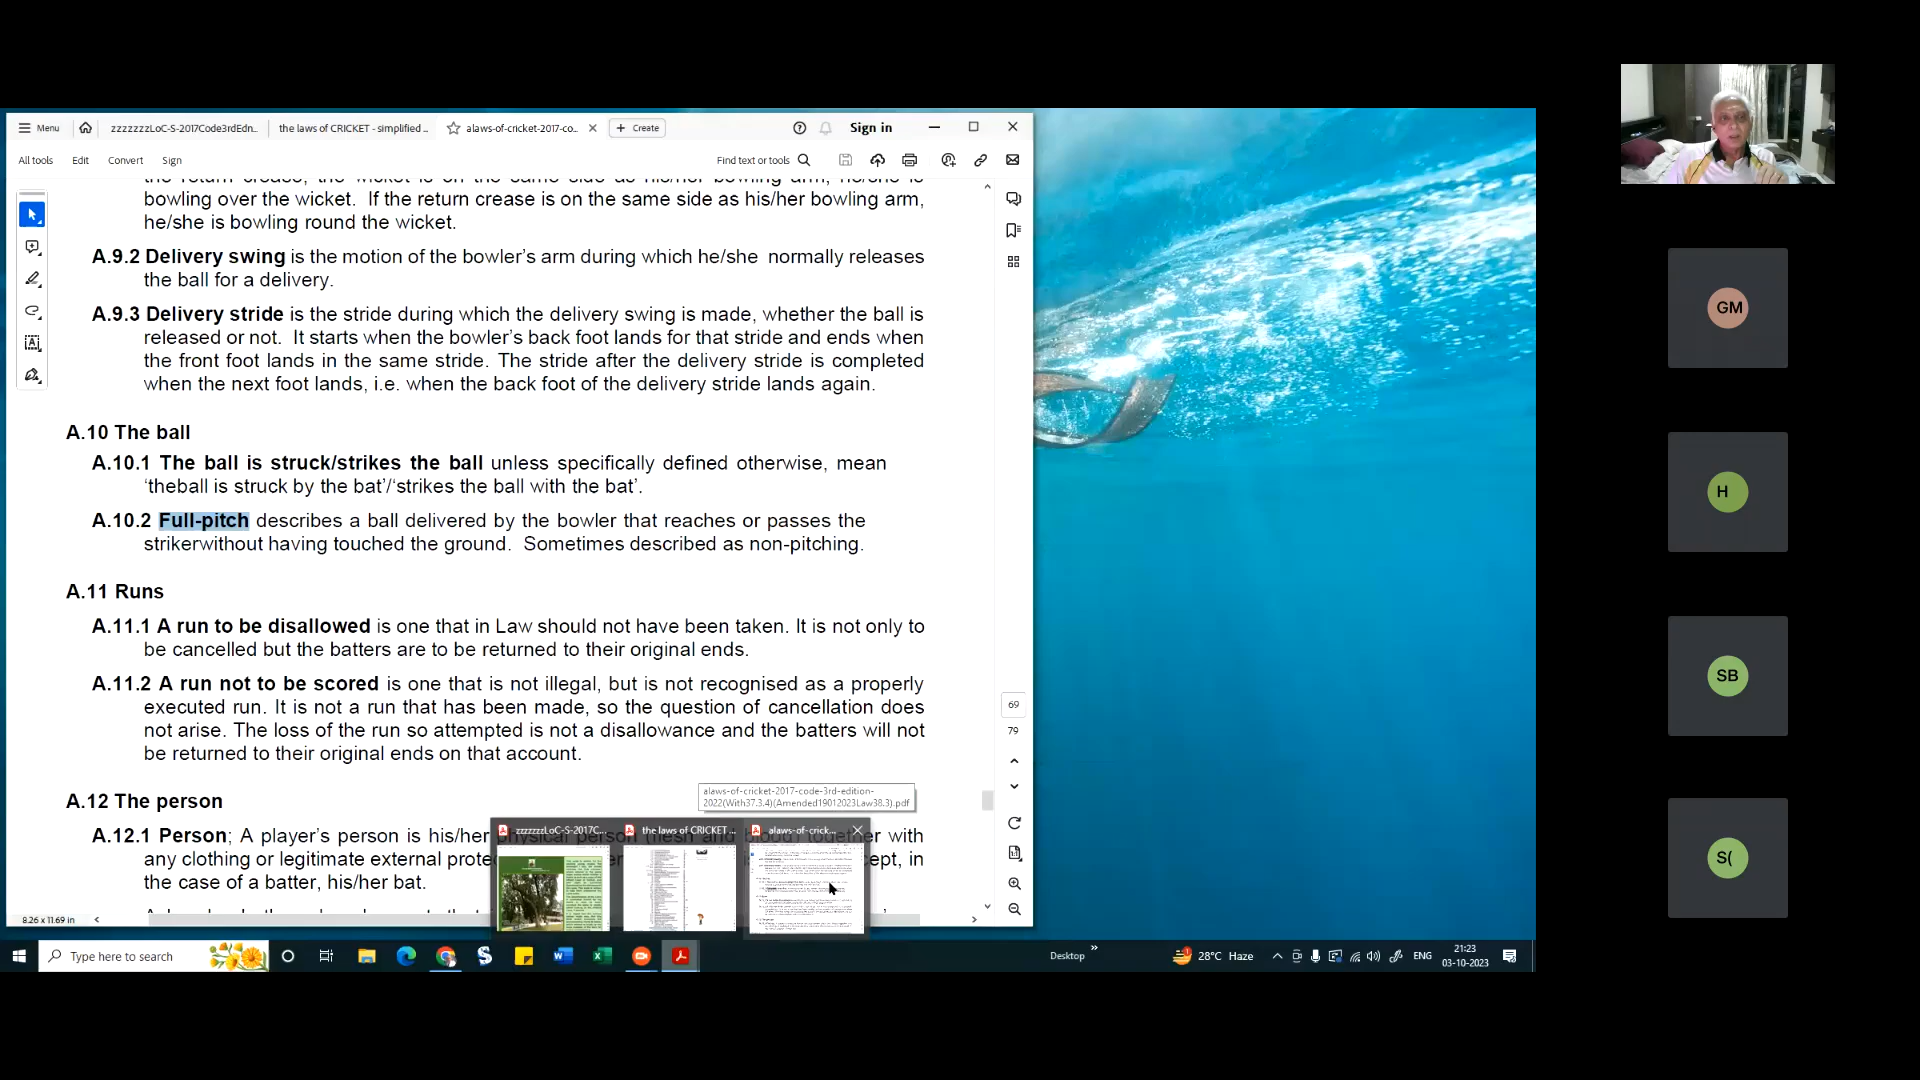 Menu
zzzzzzzLoC-S-2017Code3rdEdn...
the laws of CRICKET - simplified ...
alaws-of-cricket-2017-co...
Create
Sign in
All tools
Edit
Convert
Sign
Find text or tools
bowling over the wicket. If the return crease is on the same side as his/her bowling arm,
he/she is bowling round the wicket.
A.9.2 Delivery swing is the motion of the bowler's arm during which he/she normally releases
the ball for a delivery.
A.9.3 Delivery stride is the stride during which the delivery swing is made, whether the ball is
released or not. It starts when the bowler's back foot lands for that stride and ends when
the front foot lands in the same stride. The stride after the delivery stride is completed
when the next foot lands, i.e. when the back foot of the delivery stride lands again.
A.10 The ball
A.10.1 The ball is struck/strikes the ball unless specifically defined otherwise, mean
'theball is struck by the bat'/'strikes the ball with the bat'.
A.10.2 Full-pitch describes a ball delivered by the bowler that reaches or passes the
strikerwithout having touched the ground. Sometimes described as non-pitching.
A.11 Runs
A.11.1 A run to be disallowed is one that in Law should not have been taken. It is not only to
be cancelled but the batters are to be returned to their original ends.
A.11.2 A run not to be scored is one that is not illegal, but is not recognised as a properly
executed run. It is not a run that has been made, so the question of cancellation does
not arise. The loss of the run so attempted is not a disallowance and the batters will not
be returned to their original ends on that account.
A.12 The person
A.12.1 Person; A player's person is his/her physical person (flesh and blood) together with
any clothing or legitimate external prote
ept, in
the case of a batter, his/her bat.
69
79
alaws-of-cricket-2017-code-3rd-edition-
2022(With37.3.4)(Amended19012023Law38.3).pdf
zzzzzzzLoC-S-2017C...
the laws of CRICKET ...
alaws-of-crick...
8.26 x 11.69 in
Type here to search
Desktop
28°C Haze
ENG
21:23
03-10-2023
GM
H
SB
S(